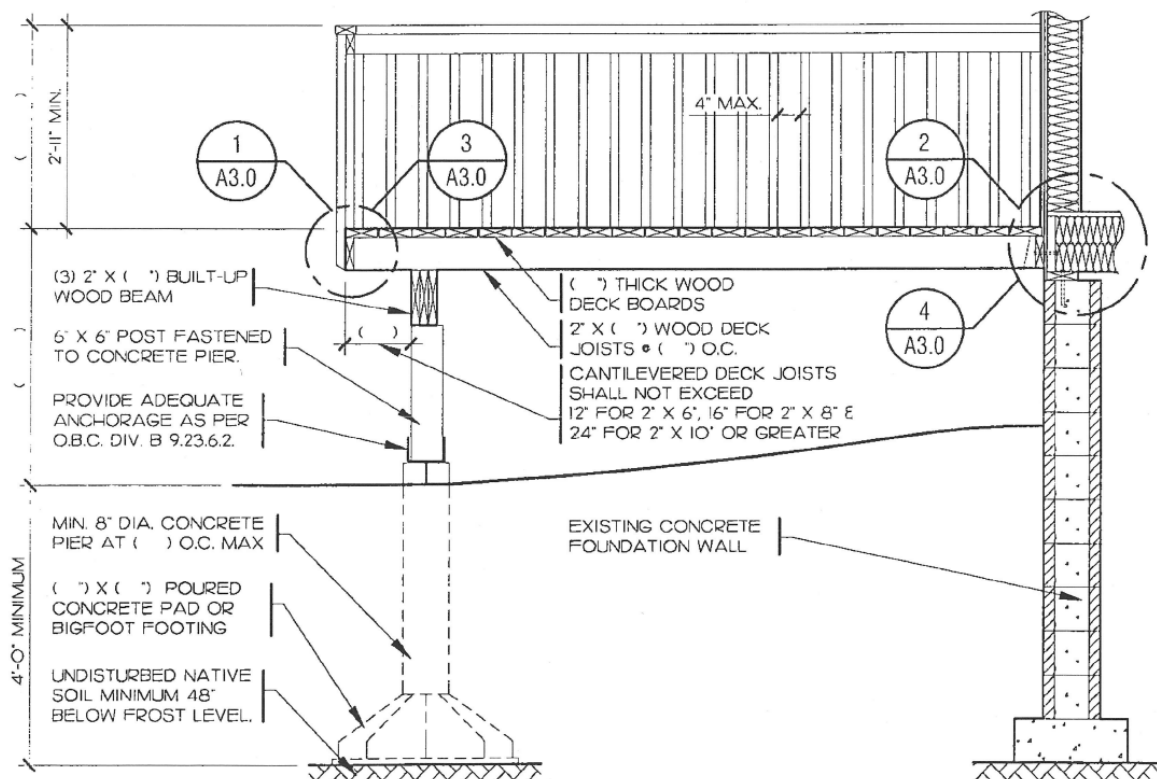 2'-11" MIN.
( )
4" MAX.
1
A3.0
3
A3.0
2
A3.0
4
A3.0
(3) 2" X ( ") BUILT-UP
WOOD BEAM
6" X 6" POST FASTENED
TO CONCRETE PIER.
PROVIDE ADEQUATE
ANCHORAGE AS PER
O.B.C. DIV. B 9.23.6.2.
( )
( )
( ") THICK WOOD
DECK BOARDS
2" X ( ") WOOD DECK
JOISTS @ ( ") O.C.
CANTILEVERED DECK JOISTS
SHALL NOT EXCEED
12" FOR 2" X 6", 16" FOR 2" X 8" &
24" FOR 2" X 10" OR GREATER
4'-0" MINIMUM
MIN. 8" DIA. CONCRETE
PIER AT ( ) O.C. MAX
( ") X ( ") POURED
CONCRETE PAD OR
BIGFOOT FOOTING
UNDISTURBED NATIVE
SOIL MINIMUM 48"
BELOW FROST LEVEL.
EXISTING CONCRETE
FOUNDATION WALL